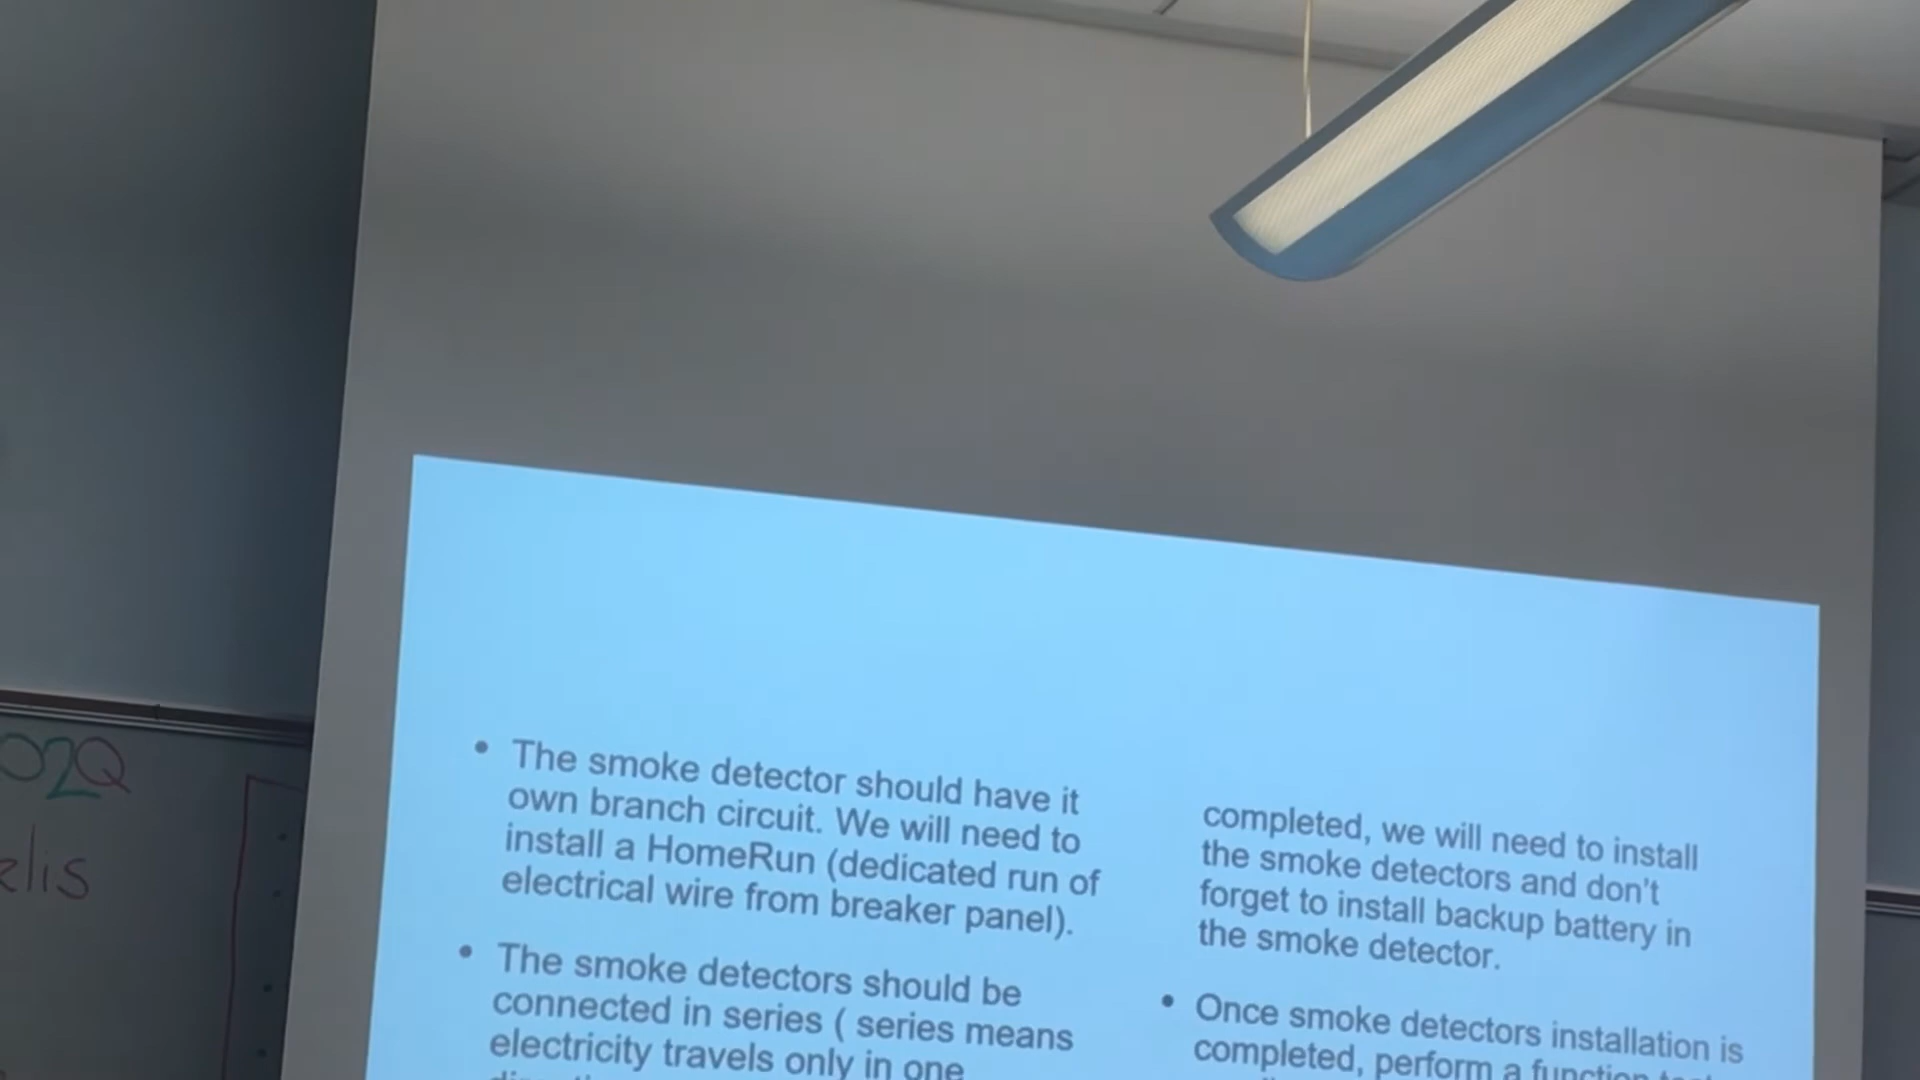 The smoke detector should have it
own branch circuit. We will need to
install a HomeRun (dedicated run of
electrical wire from breaker panel).
The smoke detectors should be
connected in series ( series means
electricity travels only in one
completed, we will need to install
the smoke detectors and don't
forget to install backup battery in
the smoke detector.
Once smoke detectors installation is
completed, perform a function